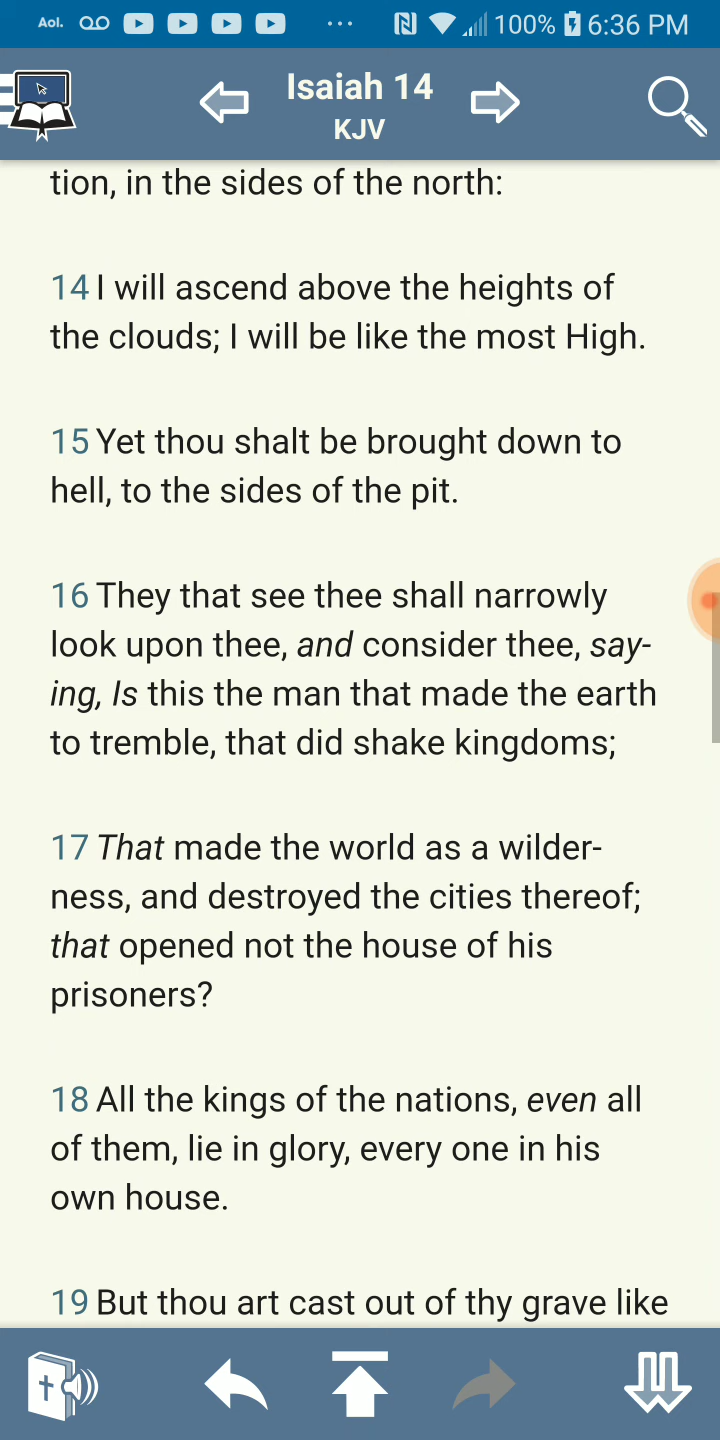 Aol. ... 100% 6:36 PM
Isaiah 14
KJV
tion, in the sides of the north:
14 I will ascend above the heights of
the clouds; I will be like the most High.
15 Yet thou shalt be brought down to
hell, to the sides of the pit.
16 They that see thee shall narrowly
look upon thee, and consider thee, say-
ing, Is this the man that made the earth
to tremble, that did shake kingdoms;
17 That made the world as a wilder-
ness, and destroyed the cities thereof;
that opened not the house of his
prisoners?
18 All the kings of the nations, even all
of them, lie in glory, every one in his
own house.
19 But thou art cast out of thy grave like